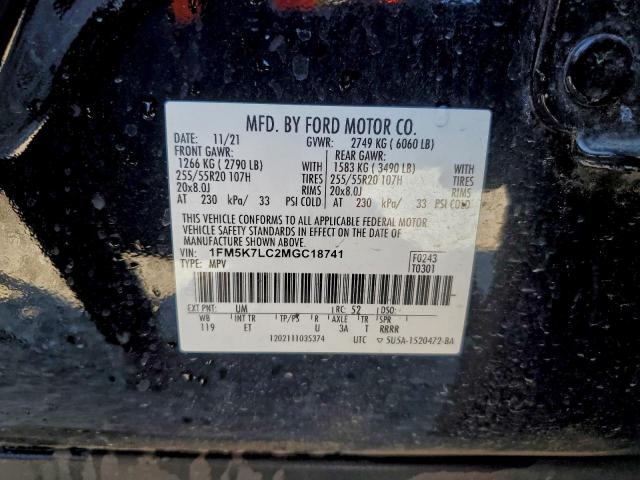 MFD. BY FORD MOTOR CO.
DATE: 11/21 GVWR: 2749 KG ( 6060 LB)
FRONT GAWR: REAR GAWR:
1266 KG ( 2790 LB) WITH 1583 KG ( 3490 LB) WITH
255/55R20 107H TIRES 255/55R20 107H TIRES
20x8.0J RIMS 20x8.0J RIMS
AT 230 kPa/ 33 PSI COLD AT 230 kPa/ 33 PSI COLD
THIS VEHICLE CONFORMS TO ALL APPLICABLE FEDERAL MOTOR
VEHICLE SAFETY STANDARDS IN EFFECT ON THE DATE OF
MANUFACTURE SHOWN ABOVE.
VIN: 1FM5K7LC2MGC18741 F0243
TYPE: MPV T0301
EXT PNT: UM RC: 52 DSO:
WB INT TR TP/PS R AXLE TR SPR
119 ET U 3A T RRRR
1202111035374 UTC ▽ 5U5A-1520472-BA